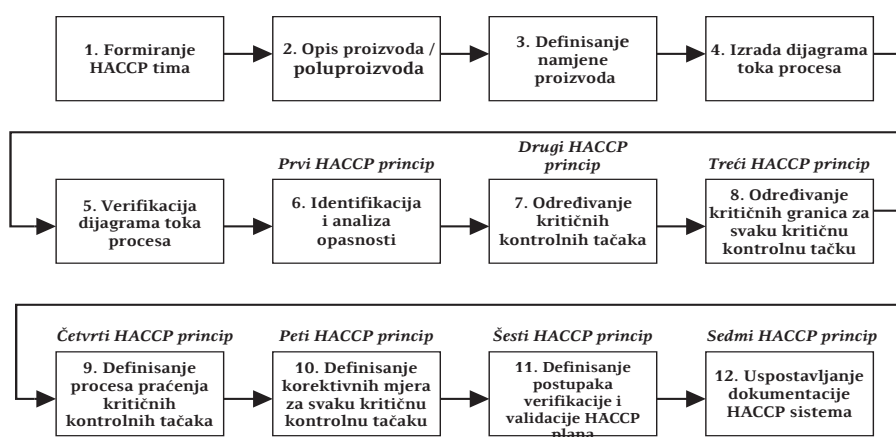 1. Formiranje
HACCP tima
2. Opis proizvoda /
poluproizvoda
3. Definisanje
namjene
proizvoda
4. Izrada dijagrama
toka procesa
5. Verifikacija
dijagrama toka
procesa
Prvi HACCP princip
6. Identifikacija
i analiza
opasnosti
Drugi HACCP
princip
7. Određivanje
kritičnih
kontrolnih tačaka
Treći HACCP princip
8. Određivanje
kritičnih granica za
svaku kritičnu
kontrolnu tačku
Četvrti HACCP princip
9. Definisanje
procesa praćenja
kritičnih
kontrolnih tačaka
Peti HACCP princip
10. Definisanje
korektivnih mjera
za svaku kritičnu
kontrolnu tačaku
Šesti HACCP princip
11. Definisanje
postupaka
verifikacije i
validacije HACCP
plana
Sedmi HACCP princip
12. Uspostavljanje
dokumentacije
HACCP sistema